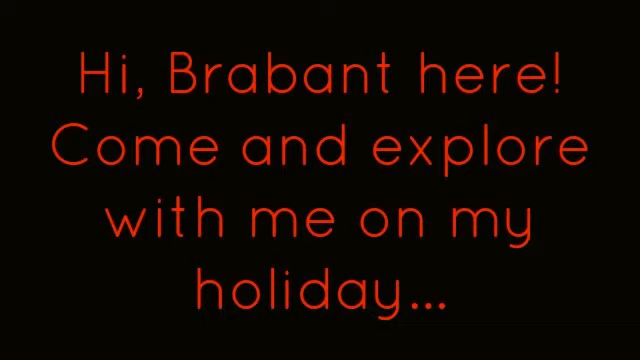 Hi, Brabant here!
Come and explore
with me on my
holiday...